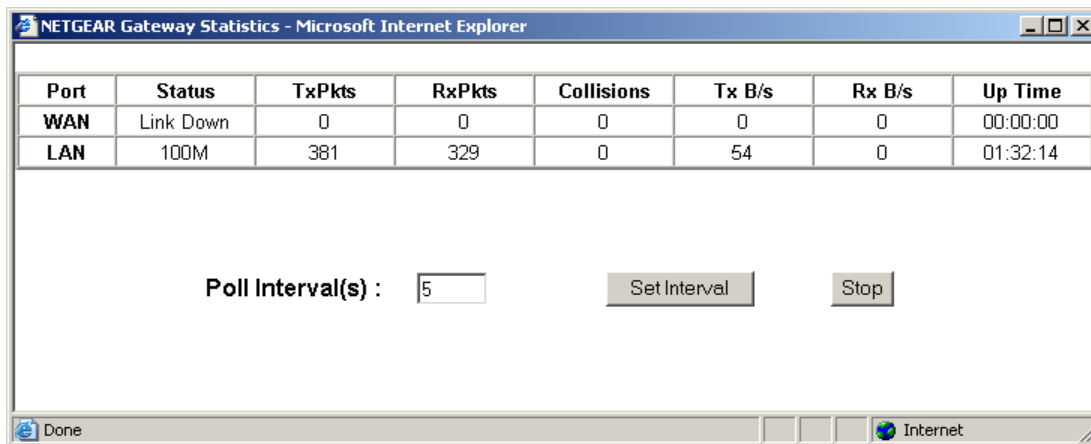 NETGEAR Gateway Statistics - Microsoft Internet Explorer
Port Status TxPkts RxPkts Collisions Tx B/s Rx B/s Up Time
WAN Link Down 0 0 0 0 0 00:00:00
LAN 100M 381 329 0 54 0 01:32:14
Poll Interval(s) : 5 Set Interval Stop
Done Internet